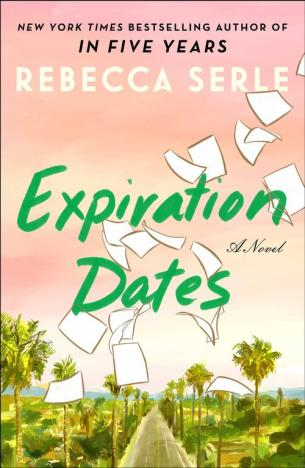 NEW YORK TIMES BESTSELLING AUTHOR OF
IN FIVE YEARS
REBECCA SERLE
Expiration
A Novel
Dates